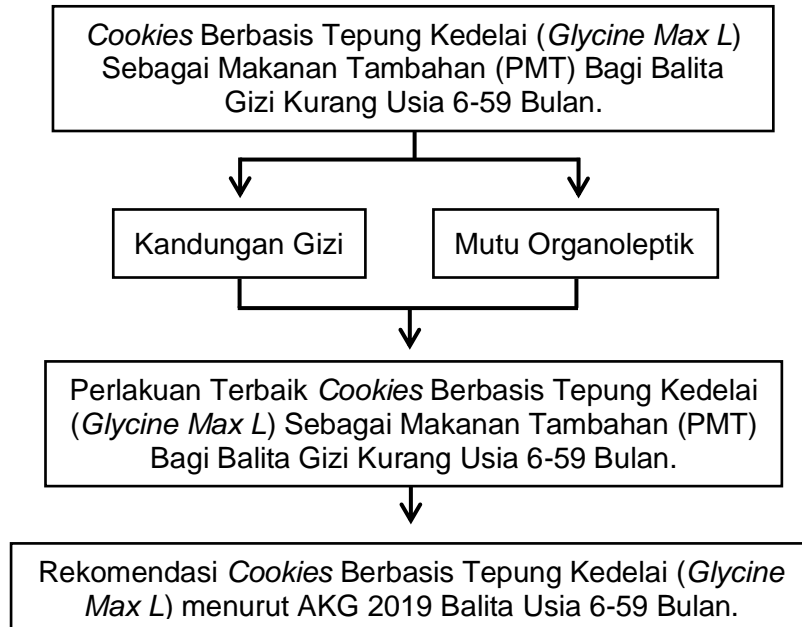 Cookies Berbasis Tepung Kedelai (Glycine Max L)
Sebagai Makanan Tambahan (PMT) Bagi Balita
Gizi Kurang Usia 6-59 Bulan.
Kandungan Gizi
Mutu Organoleptik
Perlakuan Terbaik Cookies Berbasis Tepung Kedelai
(Glycine Max L) Sebagai Makanan Tambahan (PMT)
Bagi Balita Gizi Kurang Usia 6-59 Bulan.
Rekomendasi Cookies Berbasis Tepung Kedelai (Glycine
Max L) menurut AKG 2019 Balita Usia 6-59 Bulan.